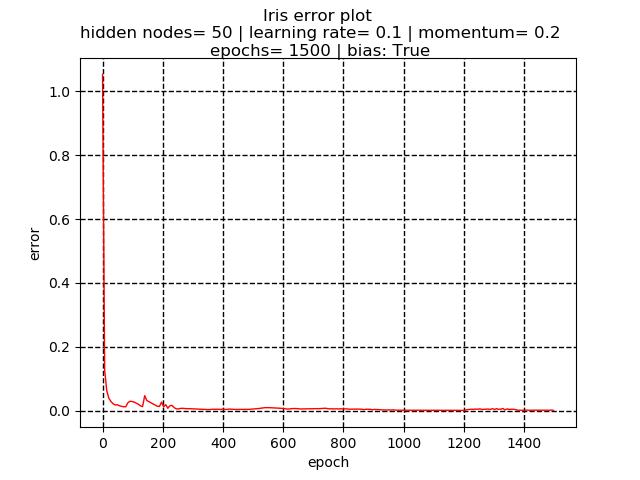 Iris error plot
hidden nodes= 50 | learning rate= 0.1 | momentum= 0.2
epochs= 1500 | bias: True
1.0
0.8
0.6
0.4
0.2
0.0
error
0 200 400 600 800 1000 1200 1400
epoch